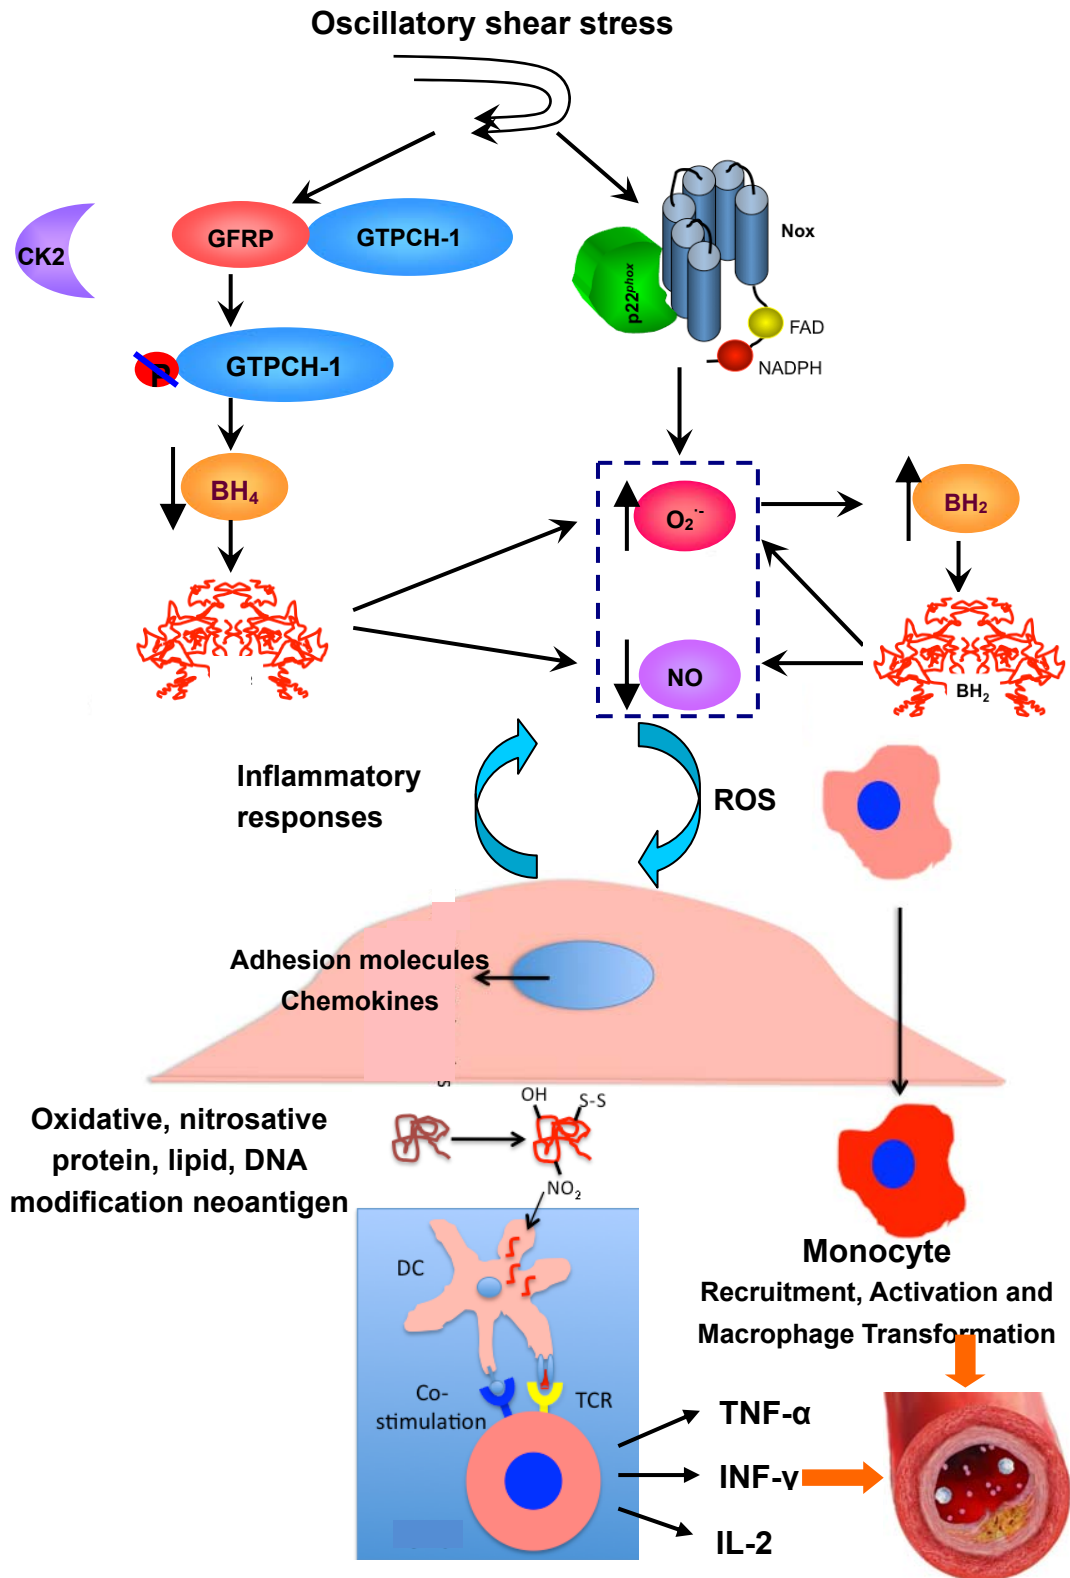 Oscillatory shear stress
CK2
GFRP
GTPCH-1
p22phox
Nox
FAD
NADPH
P
GTPCH-1
BH4
O2·-
BH2
NO
BH2
Inflammatory
responses
ROS
Adhesion molecules
Chemokines
Oxidative, nitrosative
protein, lipid, DNA
modification neoantigen
OH
S-S
NO2
DC
Co-
stimulation
TCR
Monocyte
Recruitment, Activation and
Macrophage Transformation
TNF-α
INF-γ
IL-2